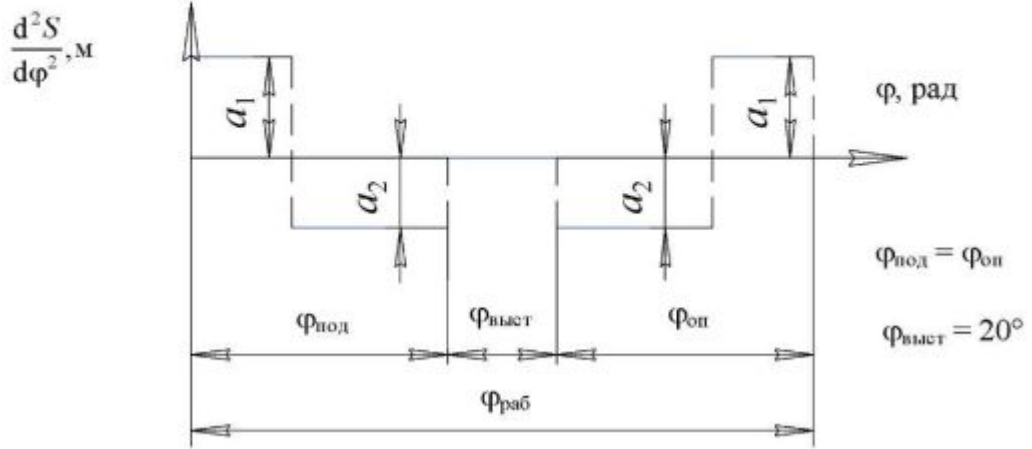 d²S/dφ², м
a₁
a₂
a₂
a₁
φ, рад
φпод = φоп
φвыст = 20°
φпод
φвыст
φоп
φраб